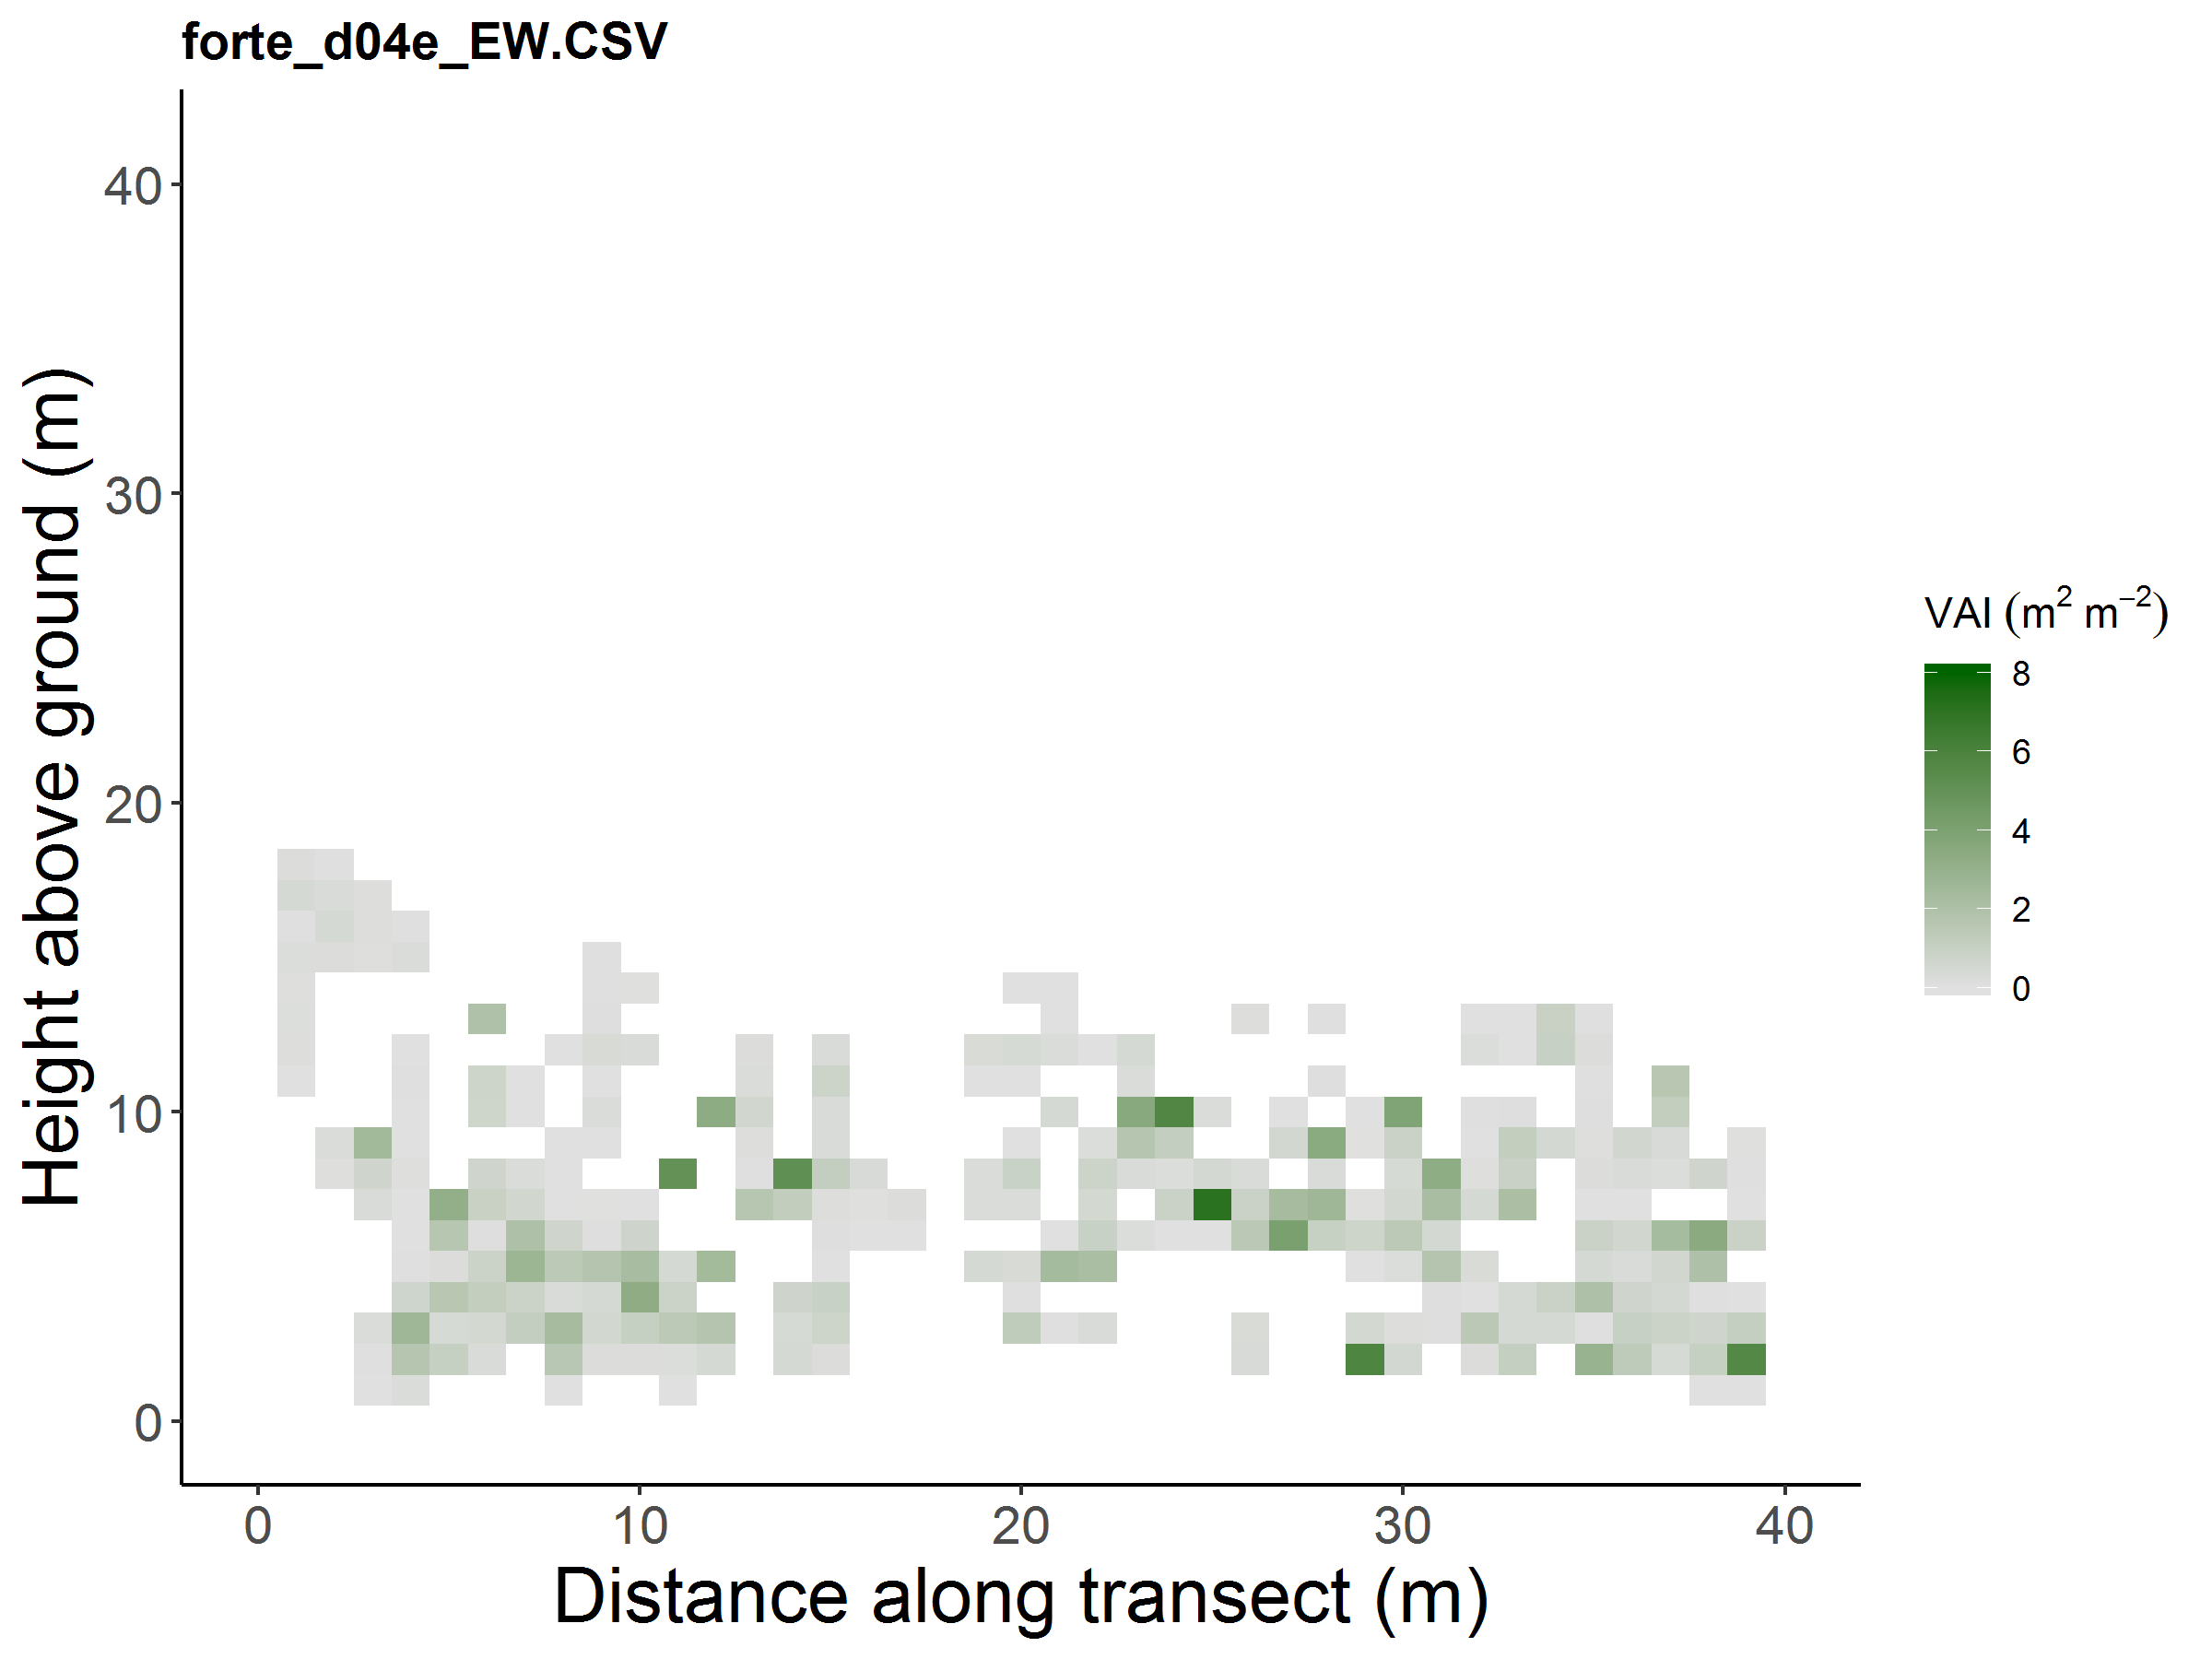 forte_d04e_EW.CSV
Height above ground (m)
40
30
20
10
0
0 10 20 30 40
Distance along transect (m)
VAI (m² m⁻²)
8
6
4
2
0